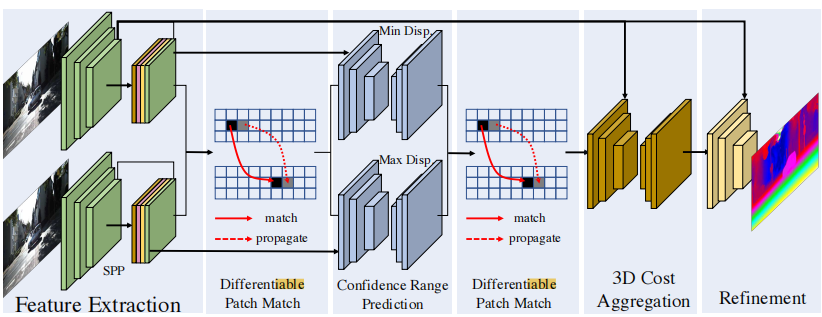 Min Disp.
Max Disp.
match
propagate
match
propagate
SPP
Feature Extraction
Differentiable
Patch Match
Confidence Range
Prediction
Differentiable
Patch Match
3D Cost
Aggregation
Refinement